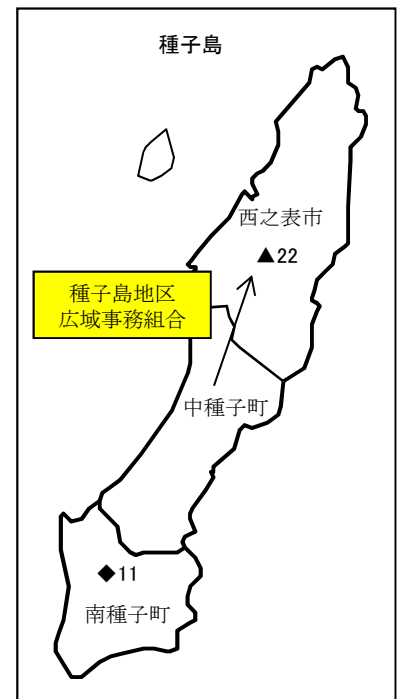 種子島
西之表市
▲22
種子島地区
広域事務組合
中種子町
◆11
南種子町